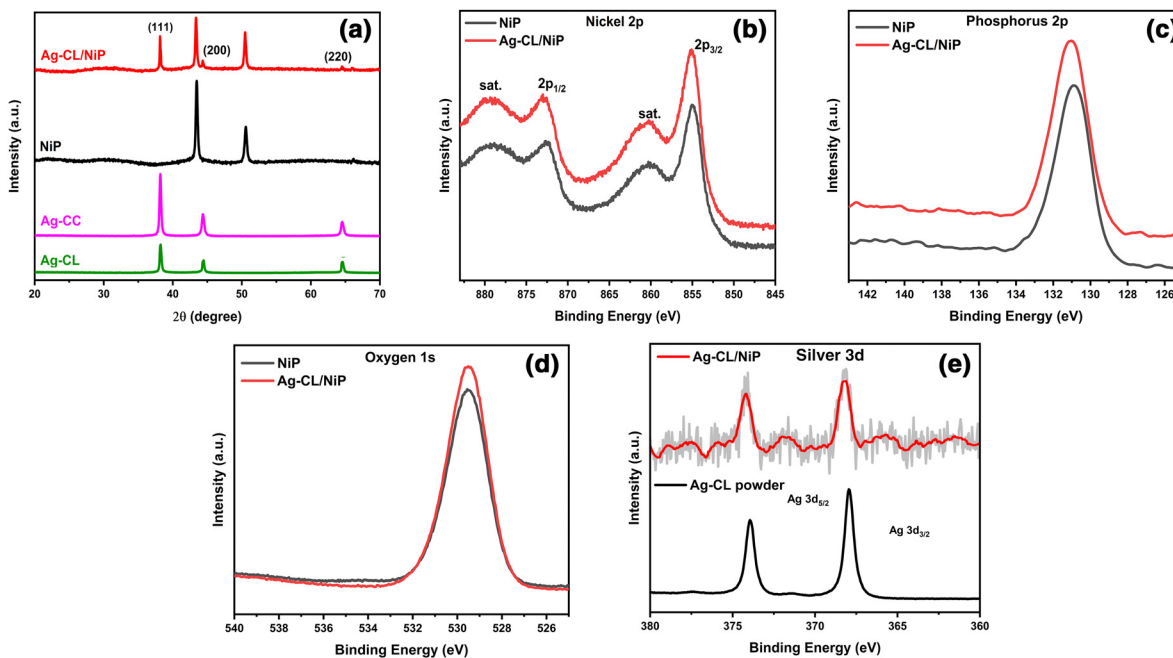 (a)
(111)
(200)
(220)
Ag-CL/NiP
NiP
Ag-CC
Ag-CL
Intensity (a.u.)
20 30 40 50 60 70
2θ (degree)
Nickel 2p
(b)
NiP
Ag-CL/NiP
2p3/2
2p1/2
sat.
sat.
Intensity (a.u.)
880 875 870 865 860 855 850 845
Binding Energy (eV)
Phosphorus 2p
(c)
NiP
Ag-CL/NiP
Intensity (a.u.)
142 140 138 136 134 132 130 128 126
Binding Energy (eV)
Oxygen 1s
(d)
NiP
Ag-CL/NiP
Intensity (a.u.)
540 538 536 534 532 530 528 526
Binding Energy (eV)
Silver 3d
(e)
Ag-CL/NiP
Ag-CL powder
Ag 3d5/2
Ag 3d3/2
Intensity (a.u.)
380 375 370 365 360
Binding Energy (eV)